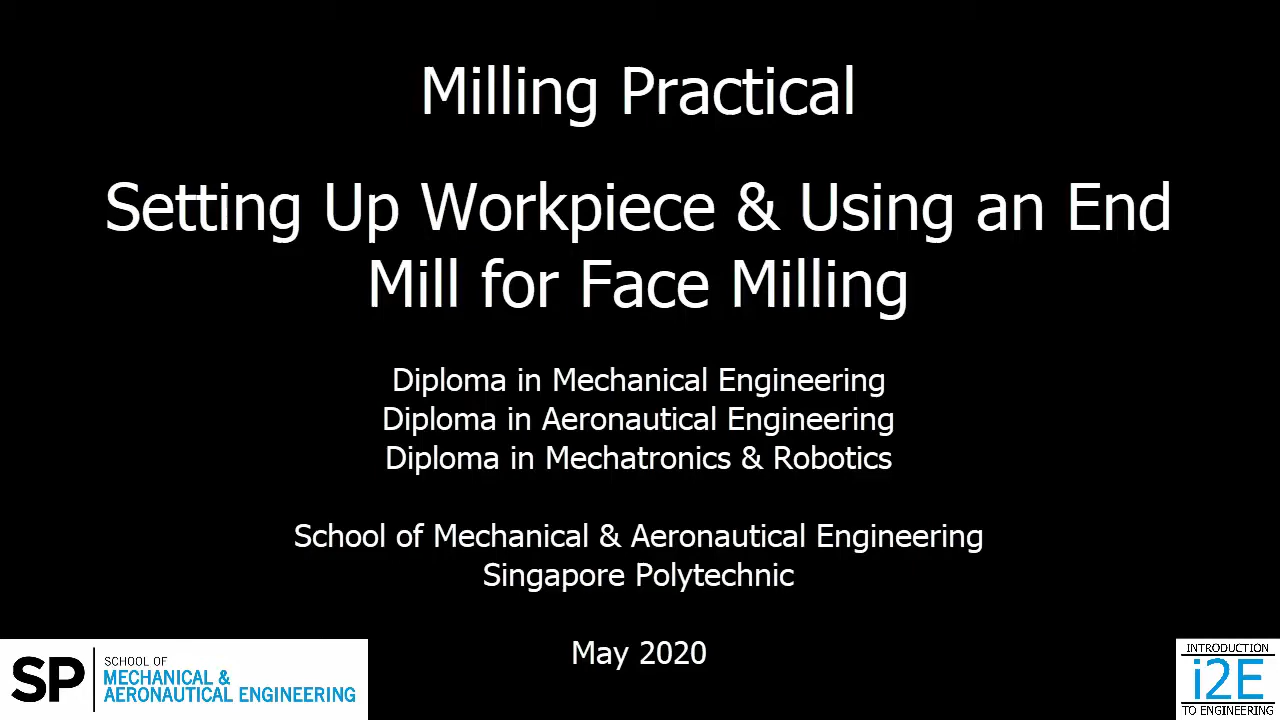 Milling Practical
Setting Up Workpiece & Using an End
Mill for Face Milling
Diploma in Mechanical Engineering
Diploma in Aeronautical Engineering
Diploma in Mechatronics & Robotics
School of Mechanical & Aeronautical Engineering
Singapore Polytechnic
May 2020
SP
SCHOOL OF
MECHANICAL &
AERONAUTICAL ENGINEERING
INTRODUCTION
i2E
TO ENGINEERING